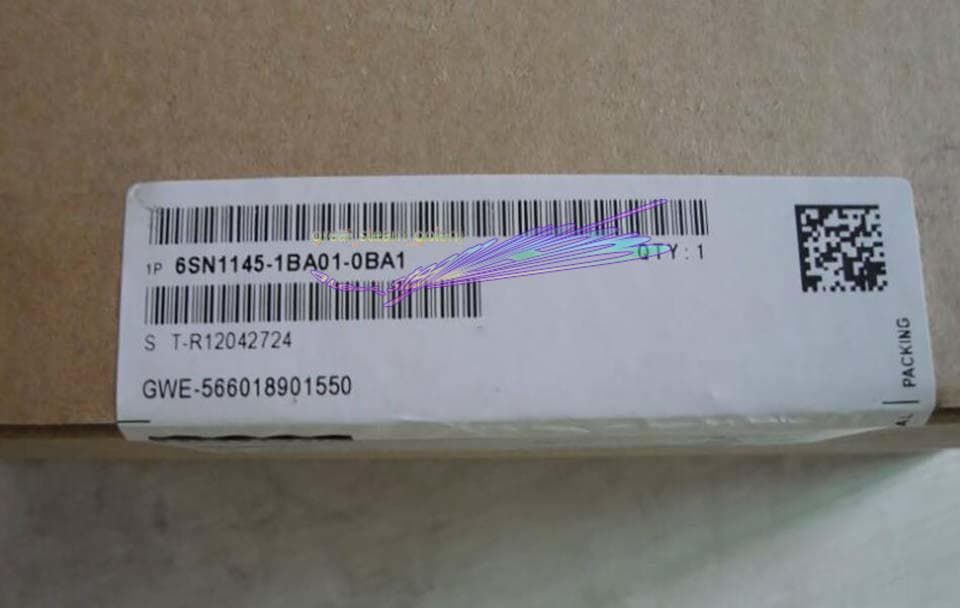 1P 6SN1145-1BA01-0BA1 QTY: 1
S T-R12042724
GWE-566018901550
PACKING